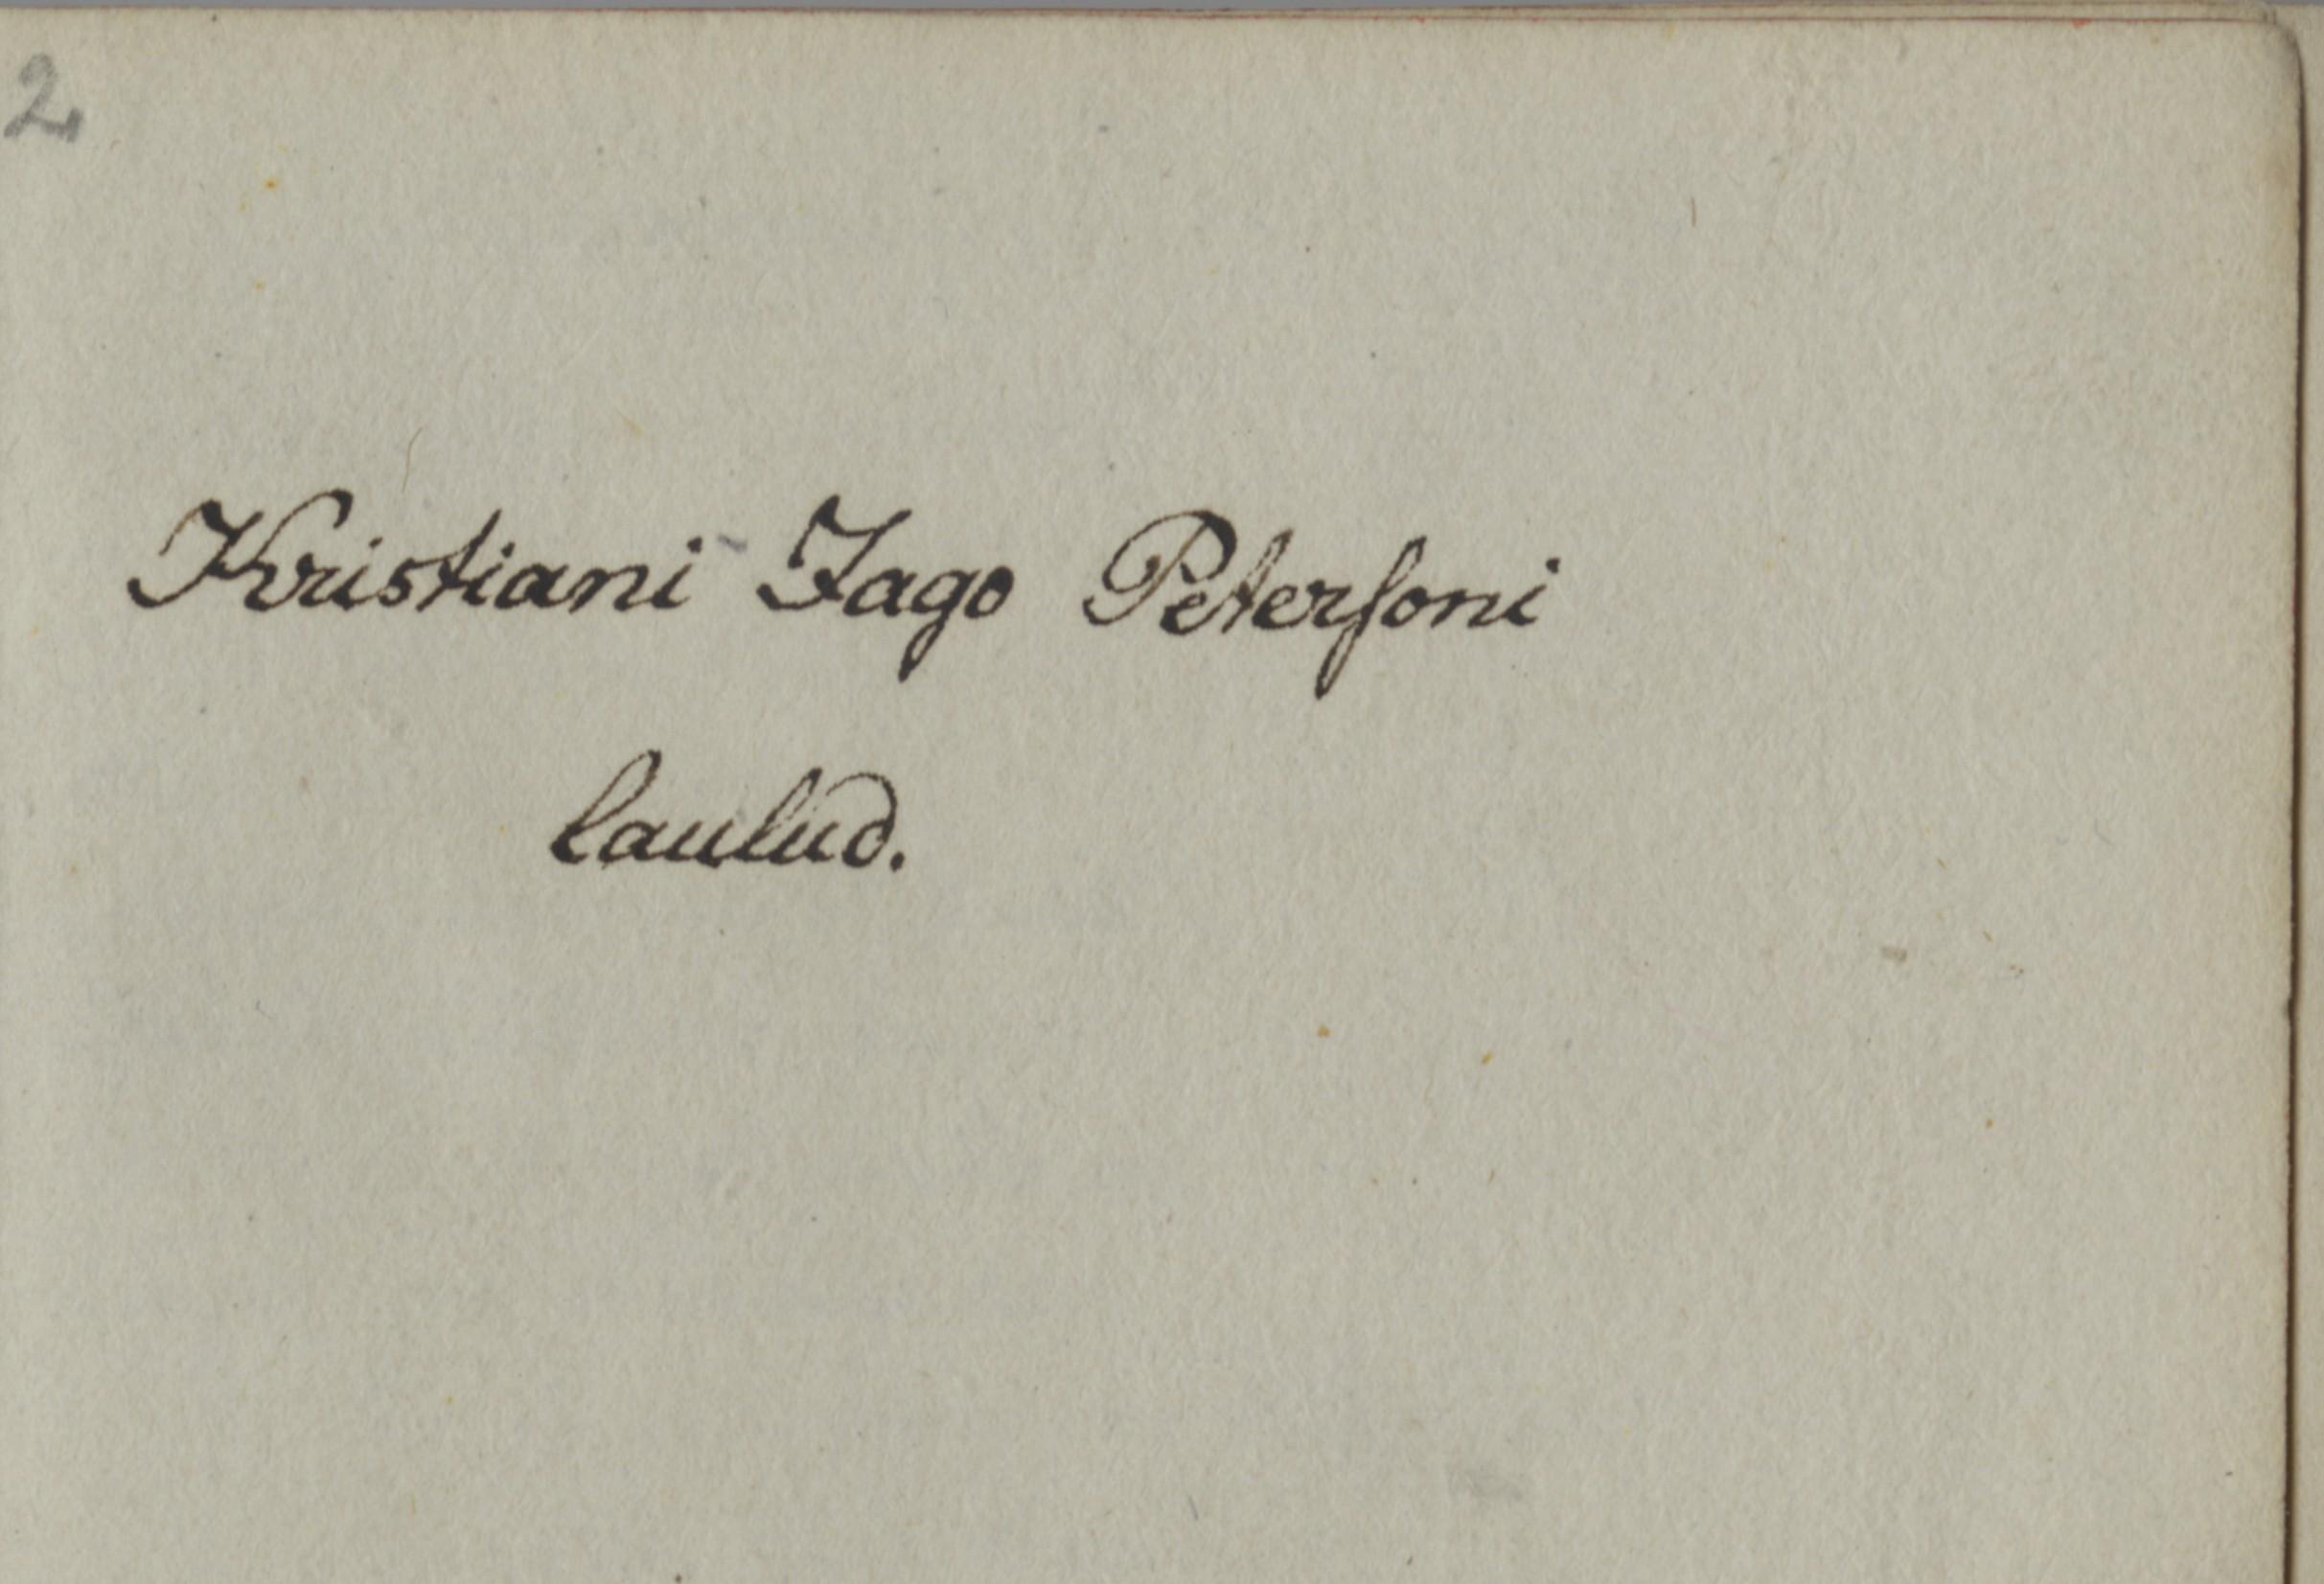 2
Kristiani Jago Peterſoni
laulud.